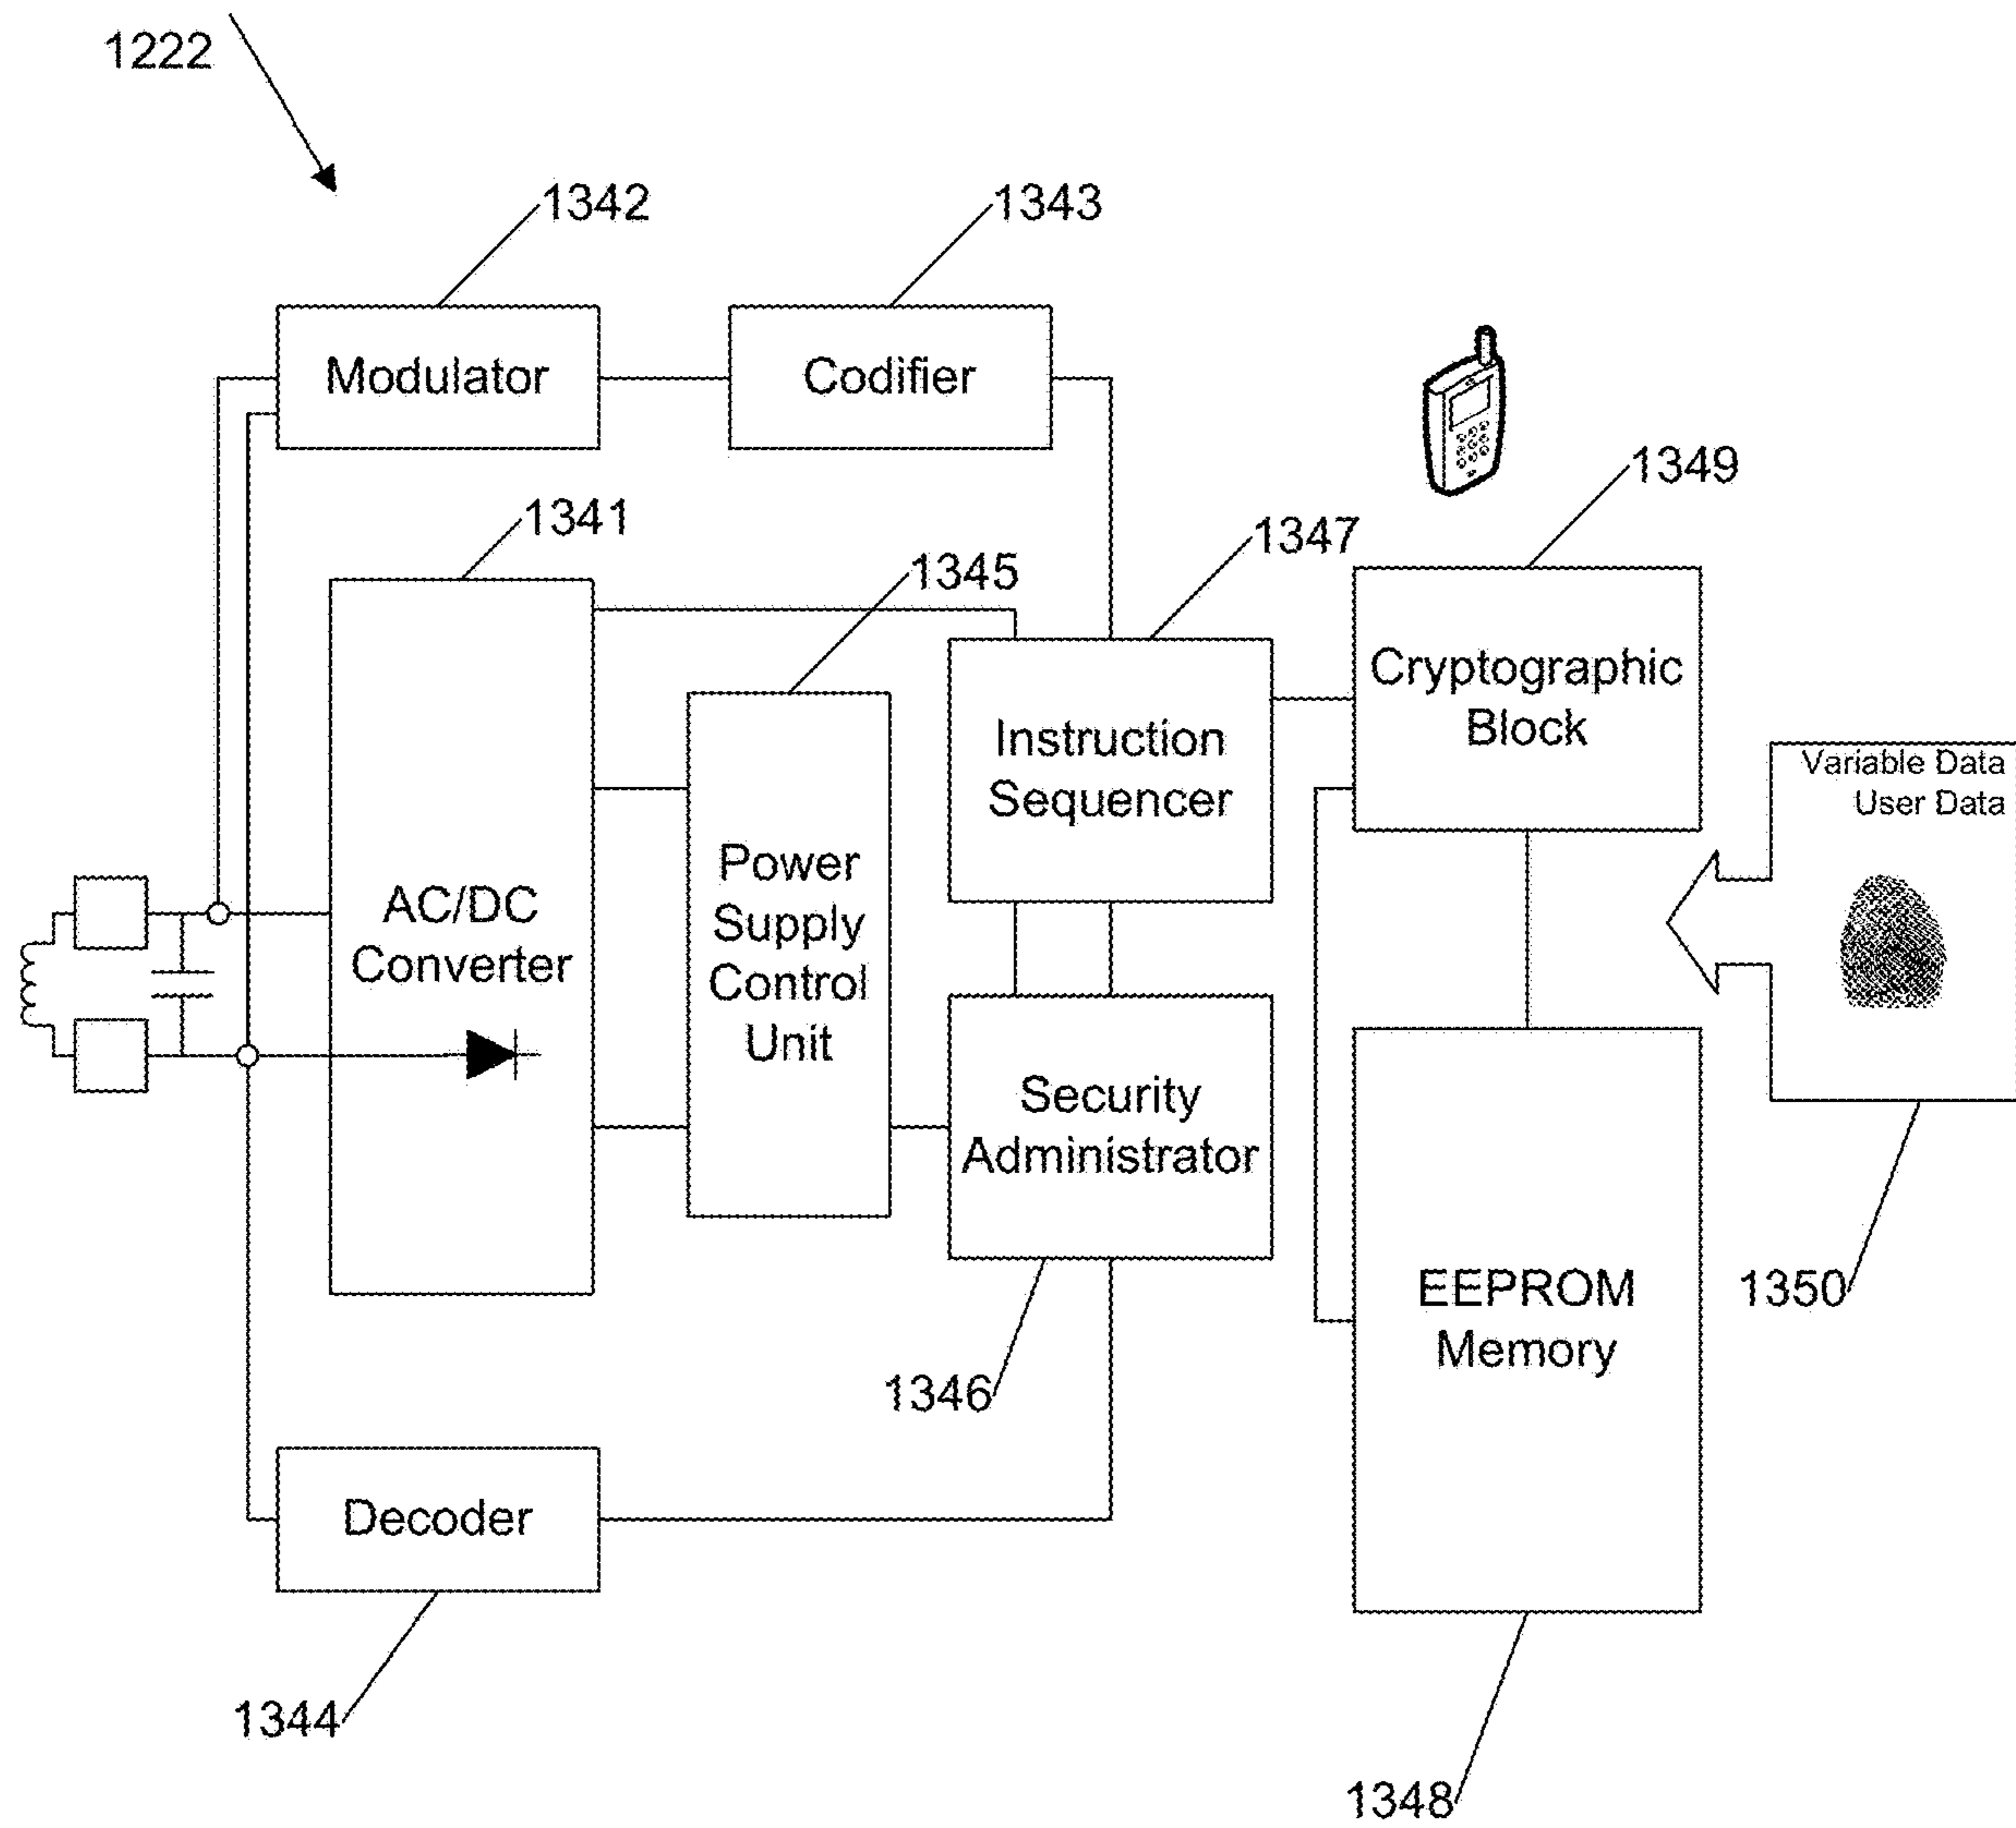 1222
1342
1343
Modulator
Codifier
1349
1341
1347
1345
Cryptographic
Block
Instruction
Sequencer
Variable Data
User Data
Power
Supply
Control
Unit
AC/DC
Converter
Security
Administrator
EEPROM
Memory
1350
1346
Decoder
1344
1348